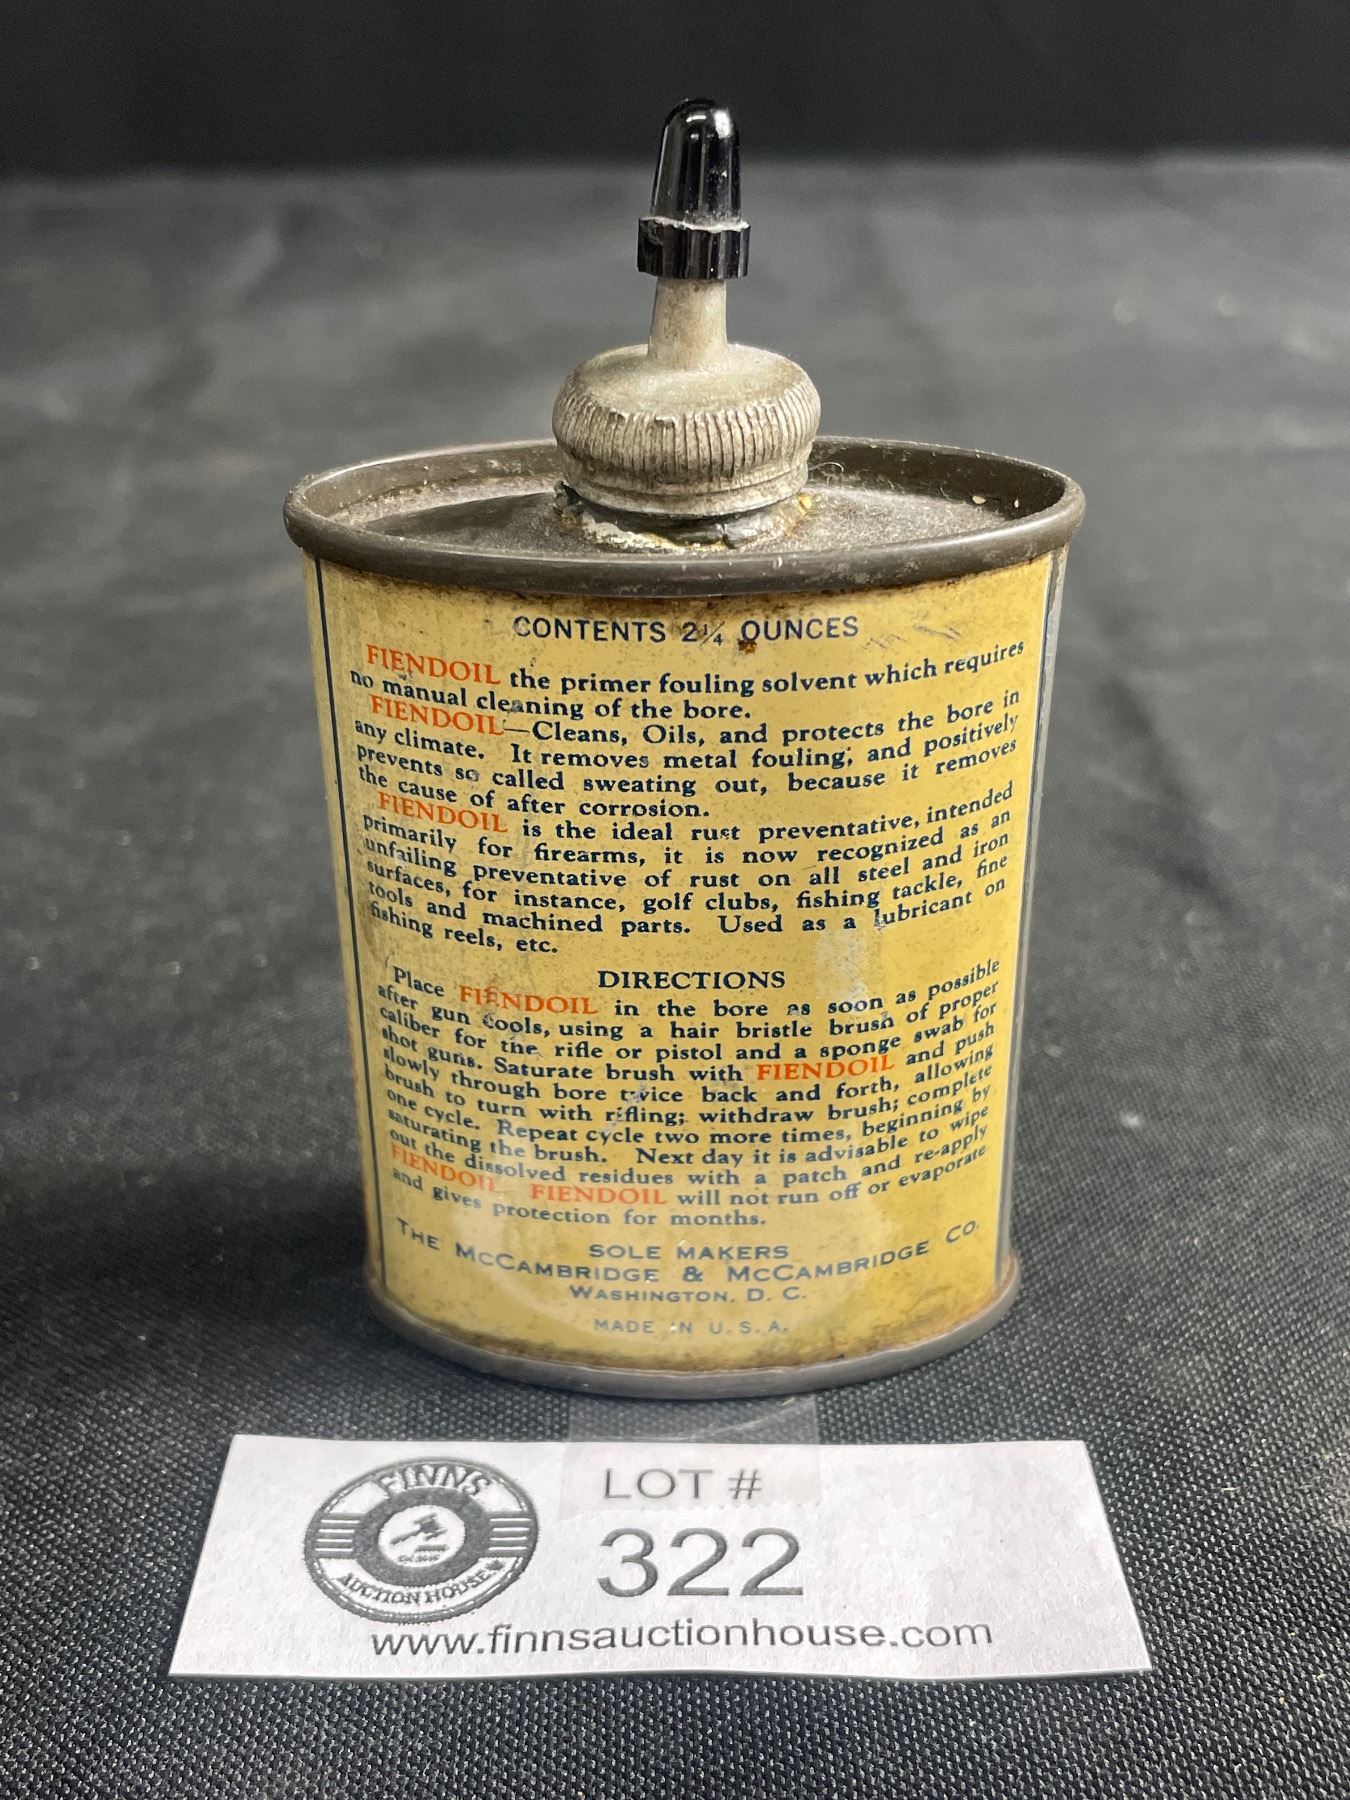 CONTENTS 2¼ OUNCES
FIENDOIL the primer fouling solvent which requires
no manual cleaning of the bore.
FIENDOIL—Cleans, Oils, and protects the bore in
any climate. It removes metal fouling; and positively
prevents so called sweating out, because it removes
the cause of after corrosion.
FIENDOIL is the ideal rust preventative, intended
primarily for firearms, it is now recognized as an
unfailing preventative of rust on all steel and iron
surfaces, for instance, golf clubs, fishing tackle, fine
tools and machined parts. Used as a lubricant on
fishing reels, etc.
DIRECTIONS
Place FIENDOIL in the bore as soon as possible
after gun cools, using a hair bristle brush of proper
caliber for the rifle or pistol and a sponge swab for
shot guns. Saturate brush with FIENDOIL and push
slowly through bore twice back and forth, allowing
brush to turn with rifling; withdraw brush; complete
one cycle. Repeat cycle two more times, beginning by
saturating the brush. Next day it is advisable to wipe
out the dissolved residues with a patch and re-apply
FIENDOIL. FIENDOIL will not run off or evaporate
and gives protection for months.
SOLE MAKERS
THE MCCAMBRIDGE & MCCAMBRIDGE CO.
WASHINGTON, D. C.
MADE IN U. S. A.
FINNS
AUCTION HOUSE
LOT #
322
www.finnsauctionhouse.com